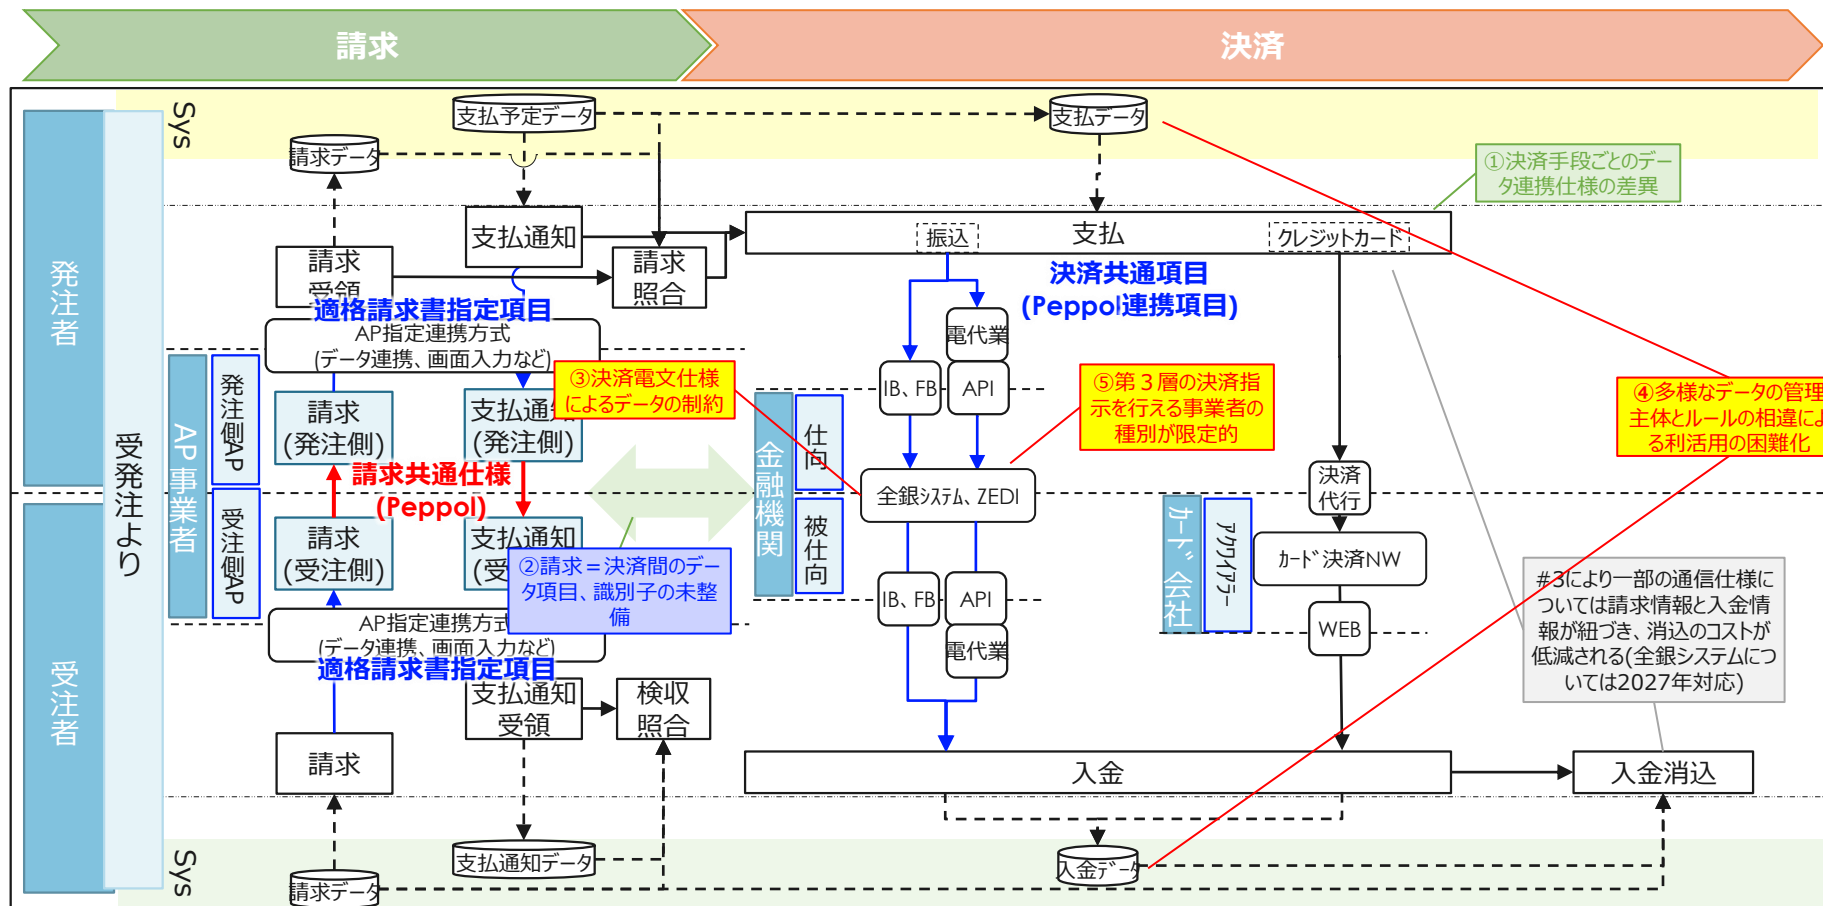 請求
決済
Sys
支払予定データ
支払データ
請求データ
①決済手段ごとのデー
タ連携仕様の差異
発注者
受発注より
支払通知
支払
振込
クレジットカード
請求
受領
請求
照合
適格請求書指定項目
決済共通項目
(Peppol連携項目)
AP指定連携方式
(データ連携、画面入力など)
電代業
AP事業者
発注側AP
請求
(発注側)
支払通知
(発注側)
③決済電文仕様
によるデータの制約
IB、FB
API
⑤第３層の決済指
示を行える事業者の
種別が限定的
④多様なデータの管理
主体とルールの相違によ
る利活用の困難化
金融機関
仕向
請求共通仕様
(Peppol)
全銀システム、ZEDI
決済
代行
受注者
受注側AP
請求
(受注側)
支払通知
(受
②請求＝決済間のデー
タ項目、識別子の未整
備
被仕向
カード会社
アクワイアラー
カード決済NW
#3により一部の通信仕様に
ついては請求情報と入金情
報が紐づき、消込のコストが
低減される(全銀システムにつ
いては2027年対応)
IB、FB
API
AP指定連携方式
(データ連携、画面入力など)
WEB
電代業
適格請求書指定項目
支払通知
受領
検収
照合
請求
入金
入金消込
Sys
支払通知データ
入金データ
請求データ